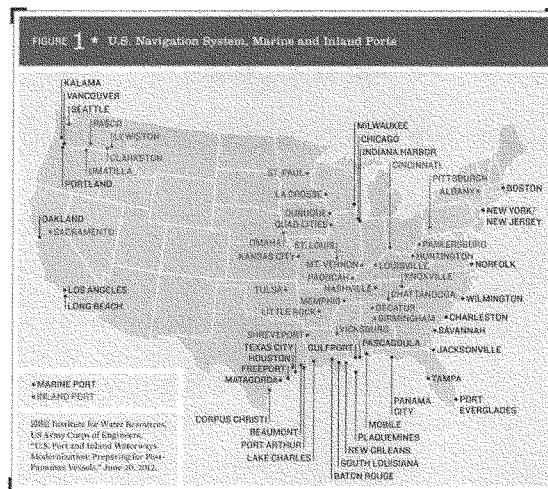 FIGURE 1 ★ U.S. Navigation System, Marine and Inland Ports
KALAMA
VANCOUVER
SEATTLE
PASCO
LEWISTON
CLARKSTON
UMATILLA
PORTLAND
OAKLAND
SACRAMENTO
LOS ANGELES
LONG BEACH
MILWAUKEE
CHICAGO
INDIANA HARBOR
CINCINNATI
PITTSBURGH
ALBANY
BOSTON
NEW YORK/
NEW JERSEY
ST. PAUL
LA CROSSE
DUBUQUE
QUAD CITIES
OMAHA
ST. LOUIS
KANSAS CITY
MT. VERNON
PADUCAH
TULSA
NASHVILLE
MEMPHIS
LITTLE ROCK
PARKERSBURG
HUNTINGTON
LOUISVILLE
KNOXVILLE
CHATTANOOGA
DECATUR
BIRMINGHAM
VICKSBURG
NORFOLK
WILMINGTON
CHARLESTON
SAVANNAH
JACKSONVILLE
TAMPA
PORT
EVERGLADES
SHREVEPORT
TEXAS CITY
HOUSTON
FREEPORT
MATAGORDA
GULFPORT
PASCAGOULA
CORPUS CHRISTI
BEAUMONT
PORT ARTHUR
LAKE CHARLES
PANAMA
CITY
MOBILE
PLAQUEMINES
NEW ORLEANS
SOUTH LOUISIANA
BATON ROUGE
MARINE PORT
INLAND PORT
Institute for Water Resources,
US Army Corps of Engineers,
"U.S. Port and Inland Waterways
Modernization: Preparing for Post-
Panamax Vessels," June 20, 2012.